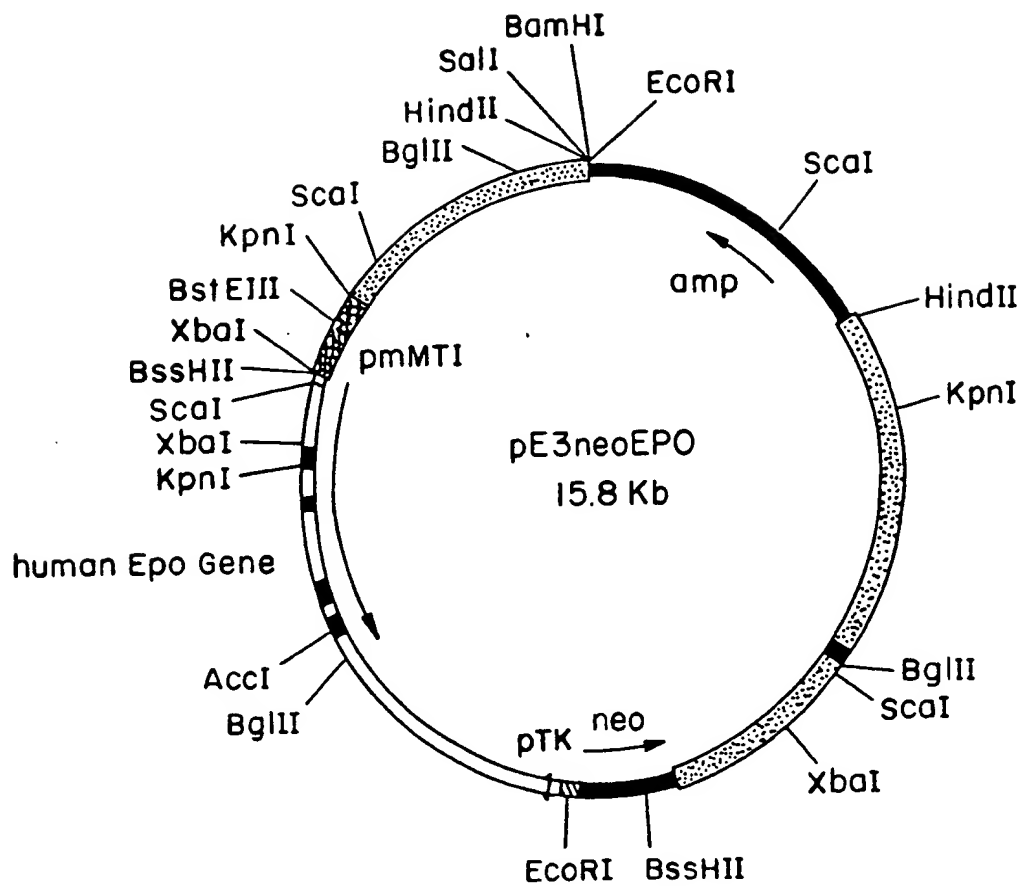 BamHI
SalI
EcoRI
HindII
BglII
ScaI
ScaI
KpnI
amp
BstEIII
HindII
XbaI
pmMTI
BssHII
KpnI
ScaI
XbaI
pE3neoEPO
KpnI
15.8 Kb
human Epo Gene
AccI
BglII
BglII
ScaI
neo
pTK
XbaI
EcoRI
BssHII